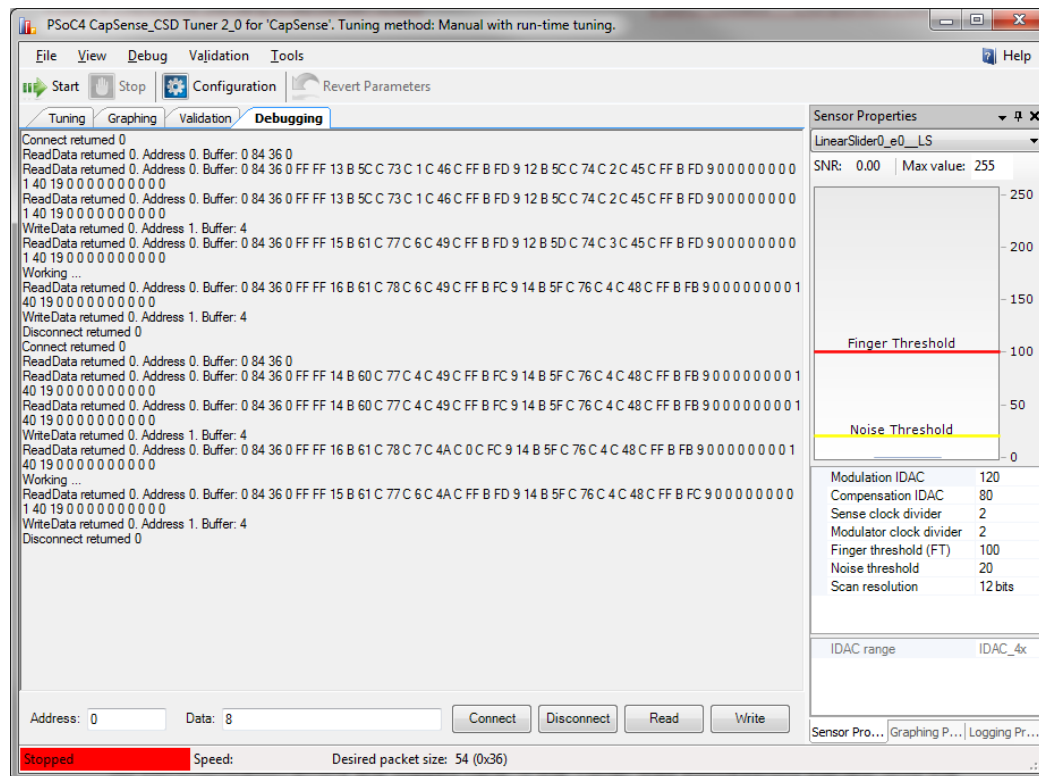 PSoC4 CapSense_CSD Tuner 2_0 for 'CapSense'. Tuning method: Manual with run-time tuning.
File View Debug Validation Tools Help
Start Stop Configuration Revert Parameters
Tuning Graphing Validation Debugging
Connect returned 0
ReadData returned 0. Address 0. Buffer: 0 84 36 0
ReadData returned 0. Address 0. Buffer: 0 84 36 0 FF FF 13 B 5C C 73 C 1 C 46 C FF B FD 9 12 B 5C C 74 C 2 C 45 C FF B FD 9 0 0 0 0 0 0 0 0
1 40 19 0 0 0 0 0 0 0 0 0 0
ReadData returned 0. Address 0. Buffer: 0 84 36 0 FF FF 13 B 5C C 73 C 1 C 46 C FF B FD 9 12 B 5C C 74 C 2 C 45 C FF B FD 9 0 0 0 0 0 0 0 0
1 40 19 0 0 0 0 0 0 0 0 0 0
WriteData returned 0. Address 1. Buffer: 4
ReadData returned 0. Address 0. Buffer: 0 84 36 0 FF FF 15 B 61 C 77 C 6 C 49 C FF B FD 9 12 B 5D C 74 C 3 C 45 C FF B FD 9 0 0 0 0 0 0 0 0
1 40 19 0 0 0 0 0 0 0 0 0 0
Working ...
ReadData returned 0. Address 0. Buffer: 0 84 36 0 FF FF 16 B 61 C 78 C 6 C 49 C FF B FC 9 14 B 5F C 76 C 4 C 48 C FF B FB 9 0 0 0 0 0 0 0 0 1
40 19 0 0 0 0 0 0 0 0 0 0
WriteData returned 0. Address 1. Buffer: 4
Disconnect returned 0
Connect returned 0
ReadData returned 0. Address 0. Buffer: 0 84 36 0
ReadData returned 0. Address 0. Buffer: 0 84 36 0 FF FF 14 B 60 C 77 C 4 C 49 C FF B FC 9 14 B 5F C 76 C 4 C 48 C FF B FB 9 0 0 0 0 0 0 0 0 1
40 19 0 0 0 0 0 0 0 0 0 0
ReadData returned 0. Address 0. Buffer: 0 84 36 0 FF FF 14 B 60 C 77 C 4 C 49 C FF B FC 9 14 B 5F C 76 C 4 C 48 C FF B FB 9 0 0 0 0 0 0 0 0 1
40 19 0 0 0 0 0 0 0 0 0 0
WriteData returned 0. Address 1. Buffer: 4
ReadData returned 0. Address 0. Buffer: 0 84 36 0 FF FF 16 B 61 C 78 C 7 C 4A C 0 C FC 9 14 B 5F C 76 C 4 C 48 C FF B FB 9 0 0 0 0 0 0 0 0 1
40 19 0 0 0 0 0 0 0 0 0 0
Working ...
ReadData returned 0. Address 0. Buffer: 0 84 36 0 FF FF 15 B 61 C 77 C 6 C 4A C FF B FD 9 14 B 5F C 76 C 4 C 48 C FF B FC 9 0 0 0 0 0 0 0 0
1 40 19 0 0 0 0 0 0 0 0 0 0
WriteData returned 0. Address 1. Buffer: 4
Disconnect returned 0
Address: 0 Data: 8 Connect Disconnect Read Write
Sensor Properties
LinearSlider0_e0__LS
SNR: 0.00 Max value: 255
250
200
150
Finger Threshold
100
50
Noise Threshold
0
Modulation IDAC 120
Compensation IDAC 80
Sense clock divider 2
Modulator clock divider 2
Finger threshold (FT) 100
Noise threshold 20
Scan resolution 12 bits
IDAC range IDAC_4x
Sensor Pro... Graphing P... Logging Pr...
Stopped Speed: Desired packet size: 54 (0x36)